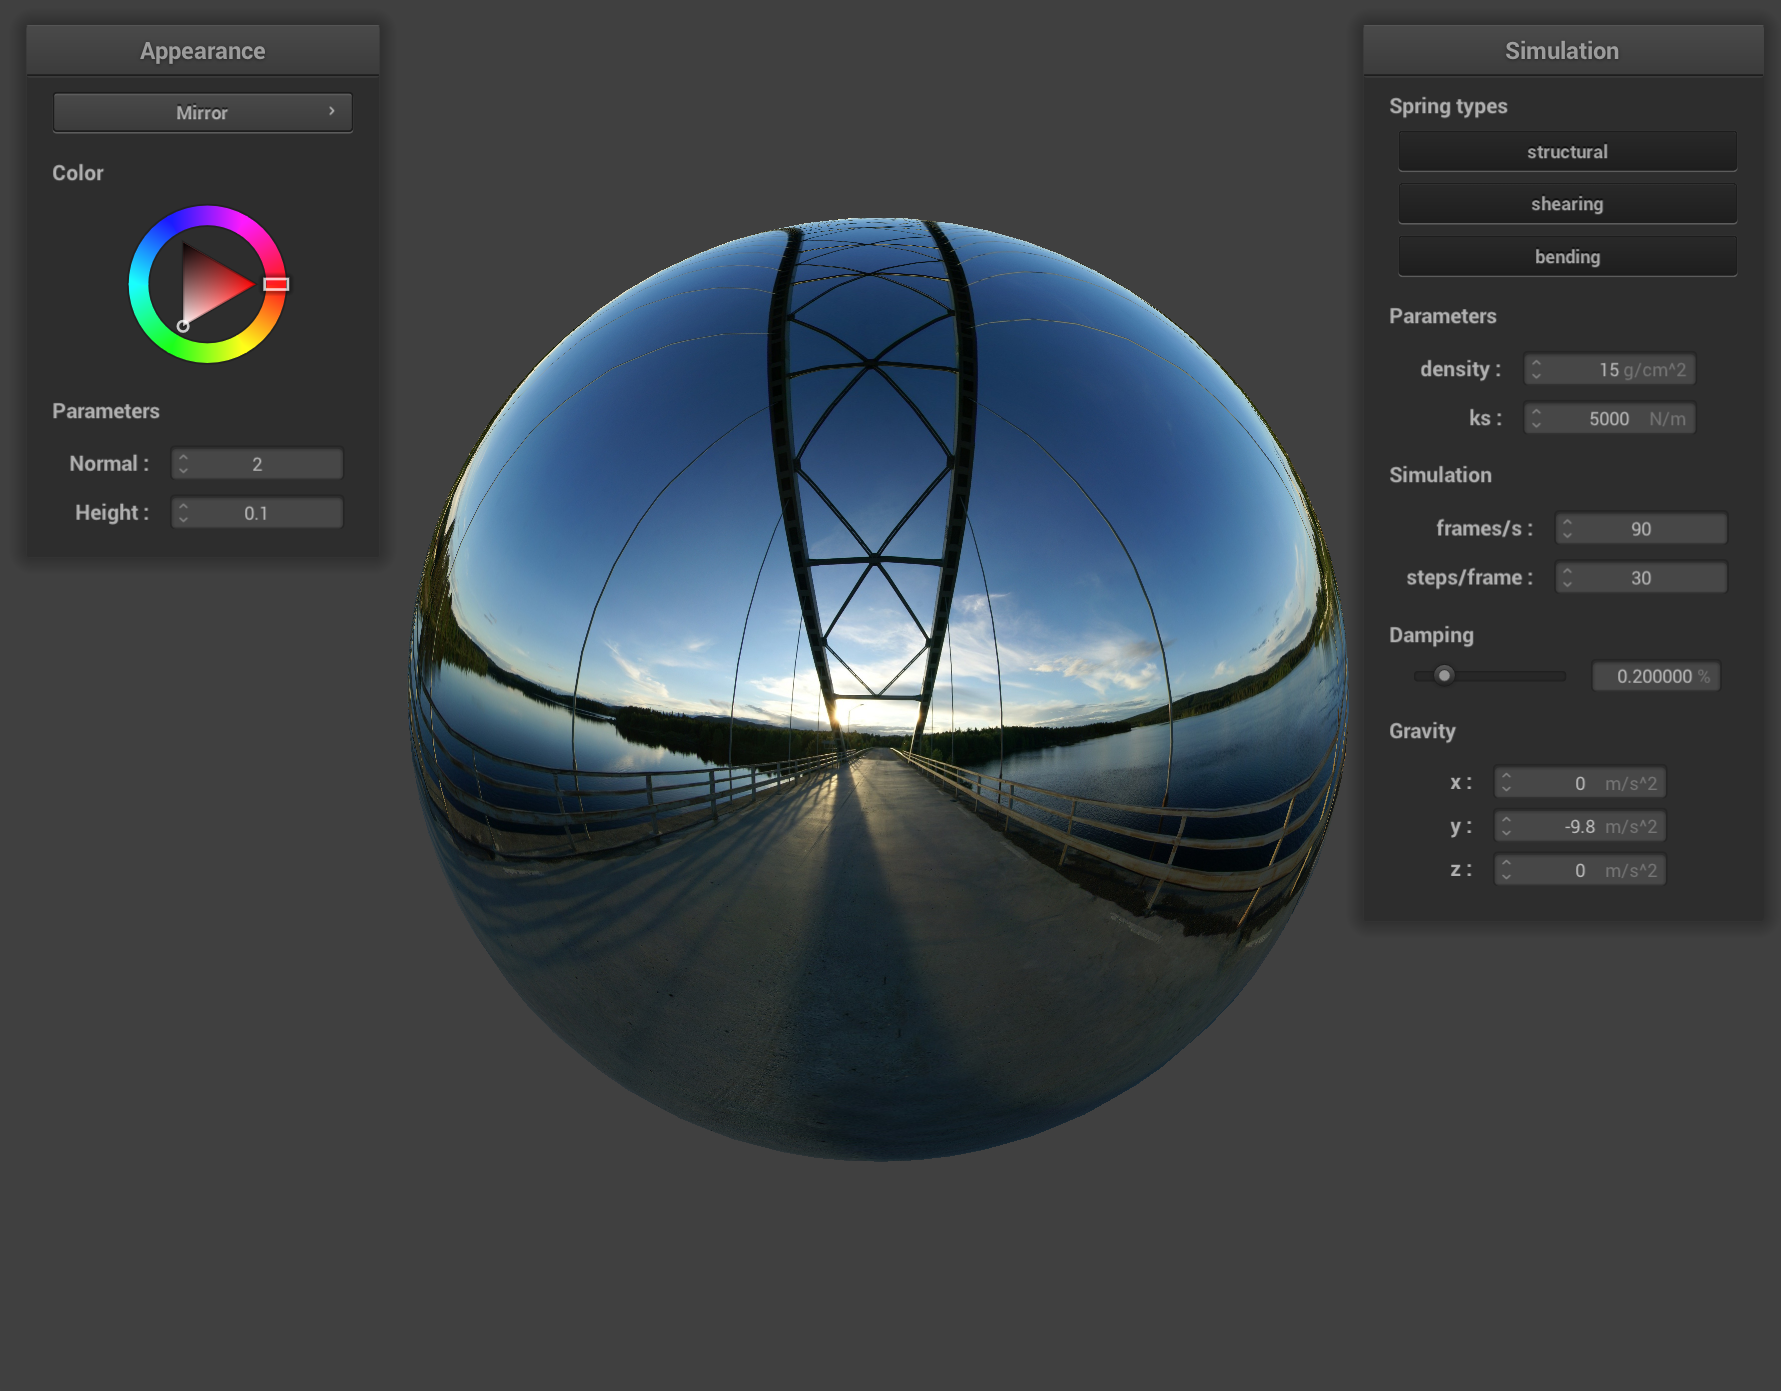 Appearance
Mirror
Color
Parameters
Normal : 2
Height : 0.1
Simulation
Spring types
structural
shearing
bending
Parameters
density : 15 g/cm^2
ks : 5000 N/m
Simulation
frames/s : 90
steps/frame : 30
Damping
0.200000 %
Gravity
x : 0 m/s^2
y : -9.8 m/s^2
z : 0 m/s^2